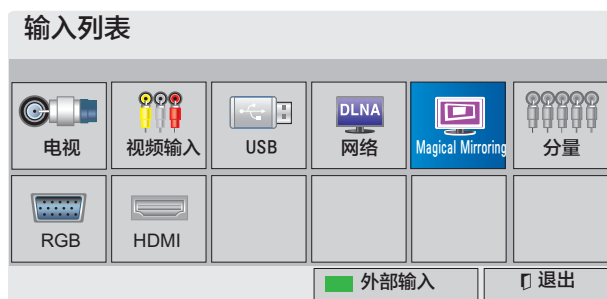 输入列表
电视
视频输入
USB
DLNA
网络
Magical Mirroring
分量
RGB
HDMI
外部输入
退出